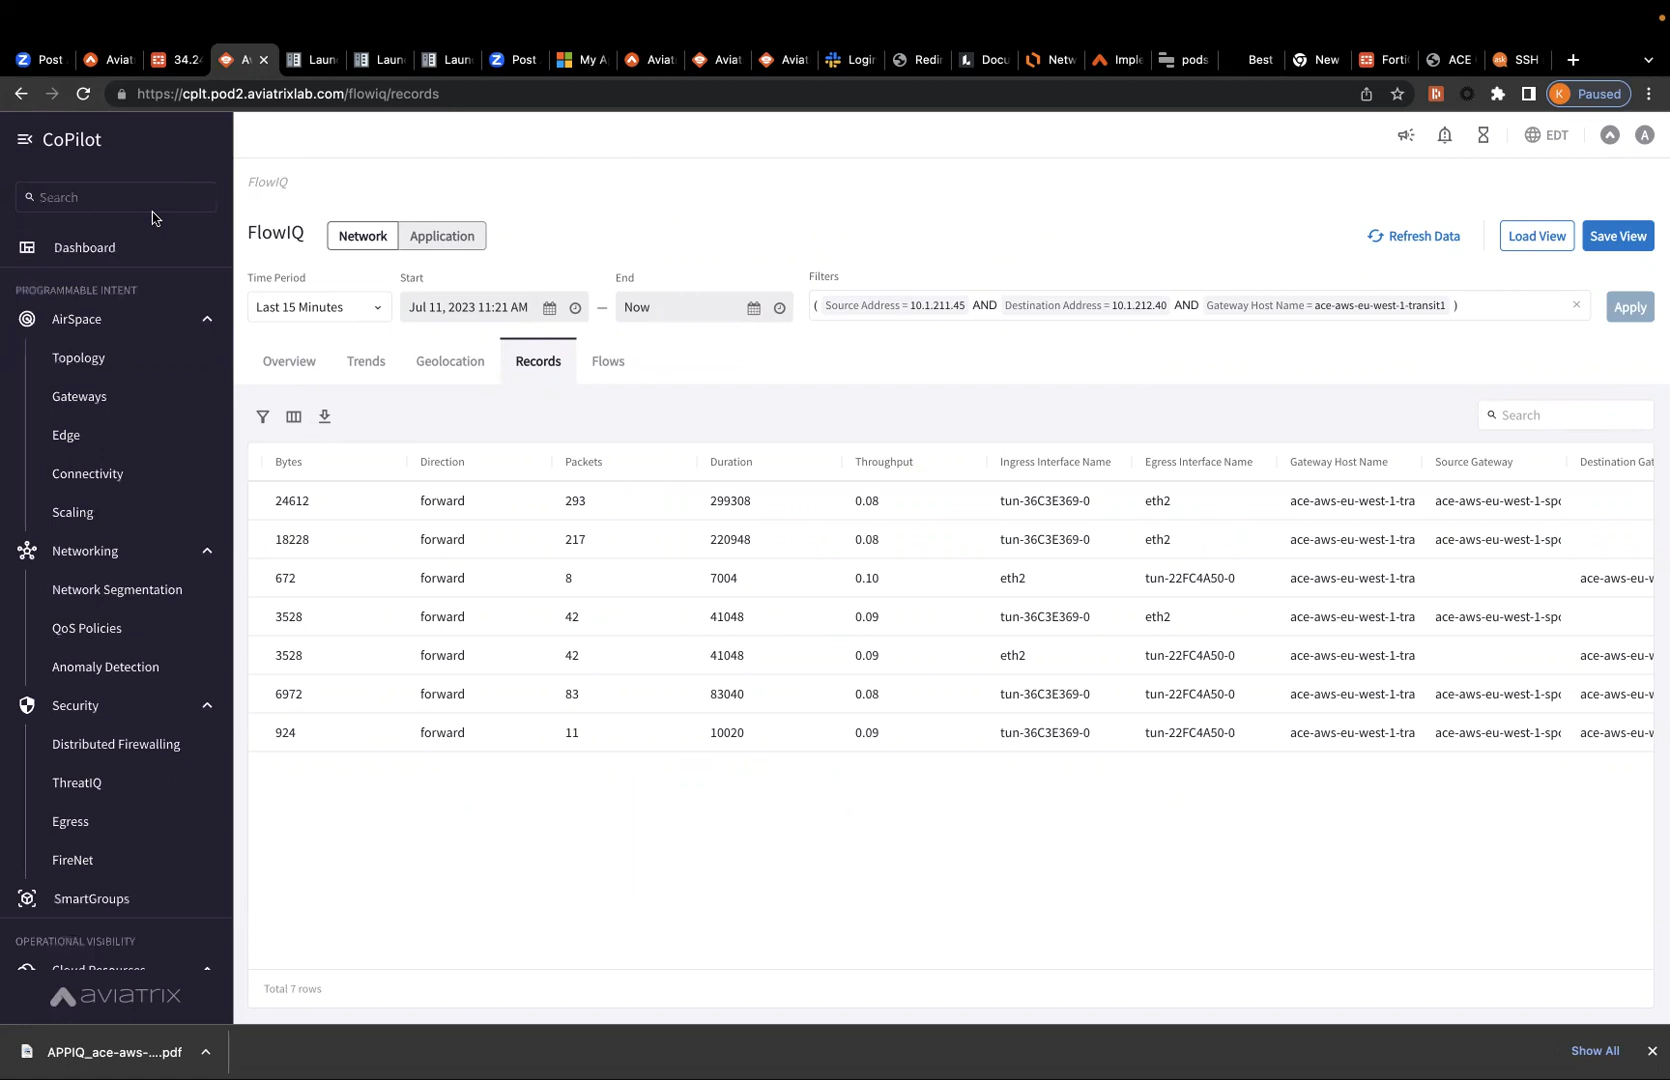 Post
Aviat
34.24
A
Laun
Laun
Laun
Post
My A
Aviat
Aviat
Aviat
Login
Redir
Docu
Netw
Imple
pods
Best
New
Forti
ACE
SSH
https://cplt.pod2.aviatrixlab.com/flowiq/records
K Paused
CoPilot
EDT
A
Search
FlowIQ
Dashboard
FlowIQ
Network Application
Refresh Data
Load View
Save View
PROGRAMMABLE INTENT
Time Period
Start
End
Filters
Last 15 Minutes
Jul 11, 2023 11:21 AM
— Now
( Source Address = 10.1.211.45 AND Destination Address = 10.1.212.40 AND Gateway Host Name = ace-aws-eu-west-1-transit1 )
Apply
AirSpace
Topology
Gateways
Edge
Connectivity
Scaling
Networking
Network Segmentation
QoS Policies
Anomaly Detection
Security
Distributed Firewalling
ThreatIQ
Egress
FireNet
SmartGroups
OPERATIONAL VISIBILITY
Cloud Resources
aviatrix
Overview Trends Geolocation Records Flows
Search
Bytes Direction Packets Duration Throughput Ingress Interface Name Egress Interface Name Gateway Host Name Source Gateway Destination Gat
24612 forward 293 299308 0.08 tun-36C3E369-0 eth2 ace-aws-eu-west-1-tra ace-aws-eu-west-1-spo
18228 forward 217 220948 0.08 tun-36C3E369-0 eth2 ace-aws-eu-west-1-tra ace-aws-eu-west-1-spo
672 forward 8 7004 0.10 eth2 tun-22FC4A50-0 ace-aws-eu-west-1-tra ace-aws-eu-w
3528 forward 42 41048 0.09 tun-36C3E369-0 eth2 ace-aws-eu-west-1-tra ace-aws-eu-west-1-spo
3528 forward 42 41048 0.09 eth2 tun-22FC4A50-0 ace-aws-eu-west-1-tra ace-aws-eu-w
6972 forward 83 83040 0.08 tun-36C3E369-0 tun-22FC4A50-0 ace-aws-eu-west-1-tra ace-aws-eu-west-1-spo ace-aws-eu-w
924 forward 11 10020 0.09 tun-36C3E369-0 tun-22FC4A50-0 ace-aws-eu-west-1-tra ace-aws-eu-west-1-spo ace-aws-eu-w
Total 7 rows
APPIQ_ace-aws-....pdf
Show All